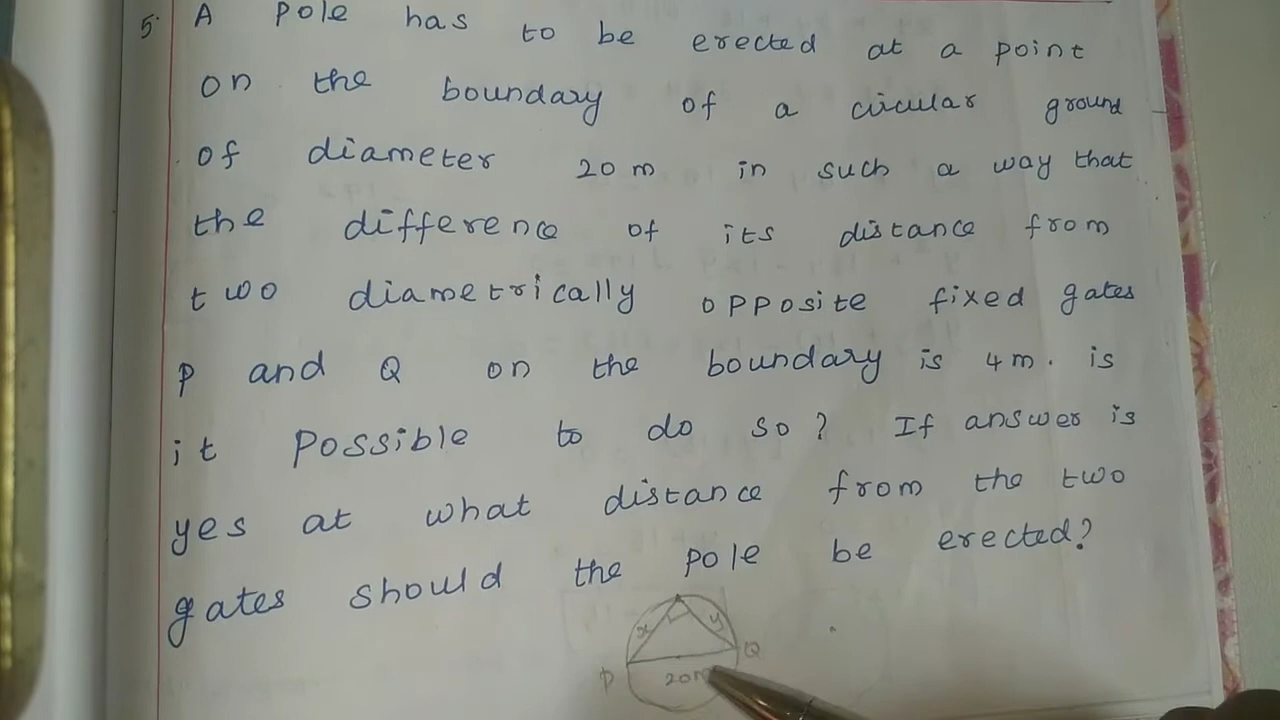 5. A pole has to be erected at a point
on the boundary of a circular ground
of diameter 20 m in such a way that
the difference of its distance from
two diametrically opposite fixed gates
P and Q on the boundary is 4 m. is
it possible to do so? If answer is
yes at what distance from the two
gates should the pole be erected?
x y
P Q
20m